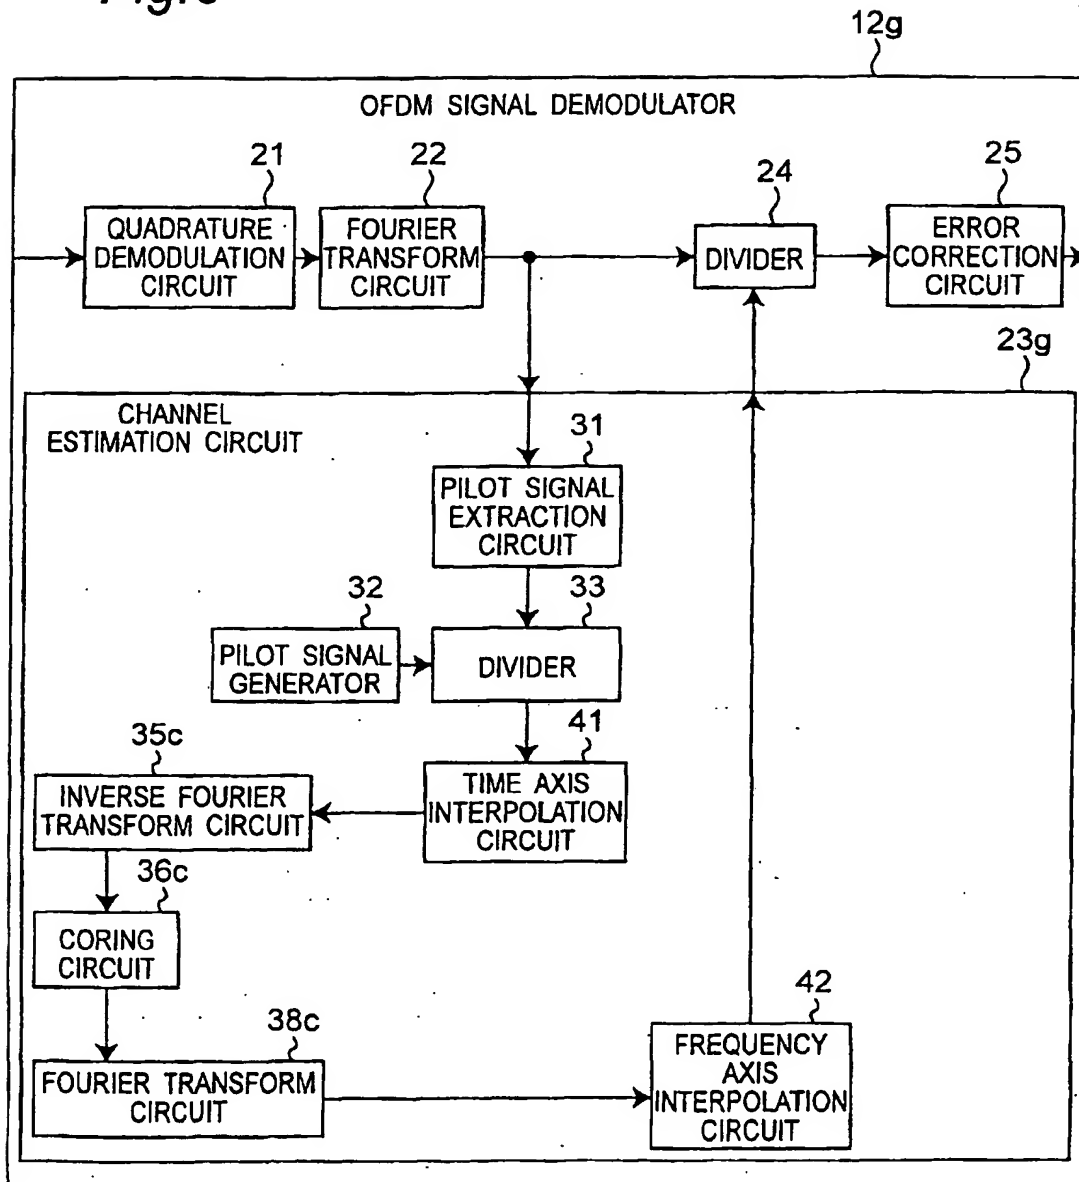 12g
OFDM SIGNAL DEMODULATOR
21
22
24
25
QUADRATURE
DEMODULATION
CIRCUIT
FOURIER
TRANSFORM
CIRCUIT
DIVIDER
ERROR
CORRECTION
CIRCUIT
23g
CHANNEL
ESTIMATION CIRCUIT
31
PILOT SIGNAL
EXTRACTION
CIRCUIT
32
33
PILOT SIGNAL
GENERATOR
DIVIDER
35c
41
INVERSE FOURIER
TRANSFORM CIRCUIT
TIME AXIS
INTERPOLATION
CIRCUIT
36c
CORING
CIRCUIT
38c
42
FOURIER TRANSFORM
CIRCUIT
FREQUENCY
AXIS
INTERPOLATION
CIRCUIT